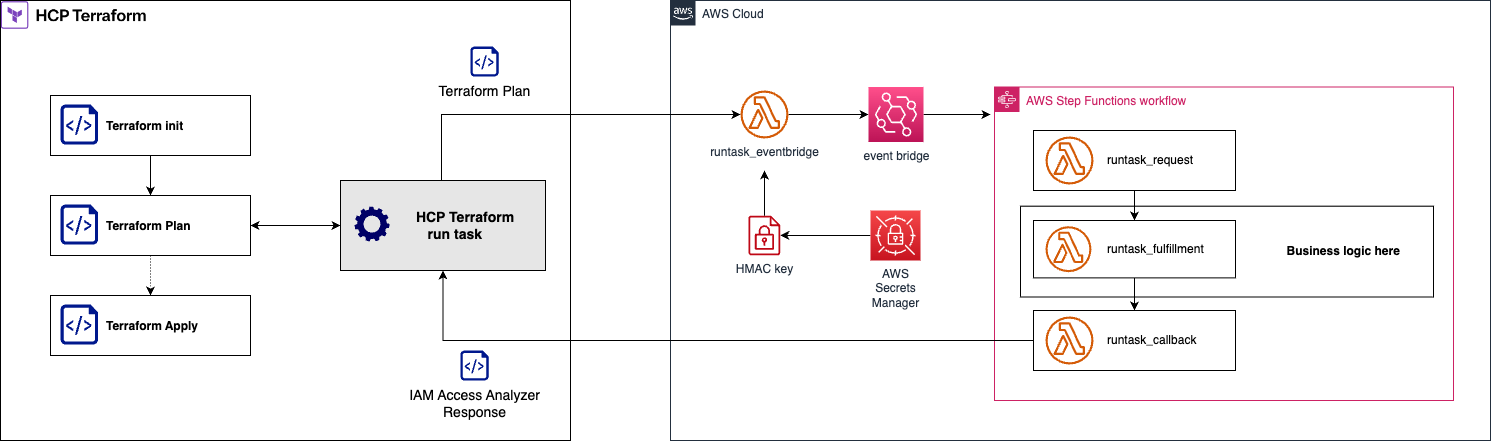 HCP Terraform
Terraform init
Terraform Plan
Terraform Apply
Terraform Plan
HCP Terraform
run task
IAM Access Analyzer
Response
aws
AWS Cloud
runtask_eventbridge
event bridge
HMAC key
AWS
Secrets
Manager
AWS Step Functions workflow
runtask_request
runtask_fulfillment
Business logic here
runtask_callback